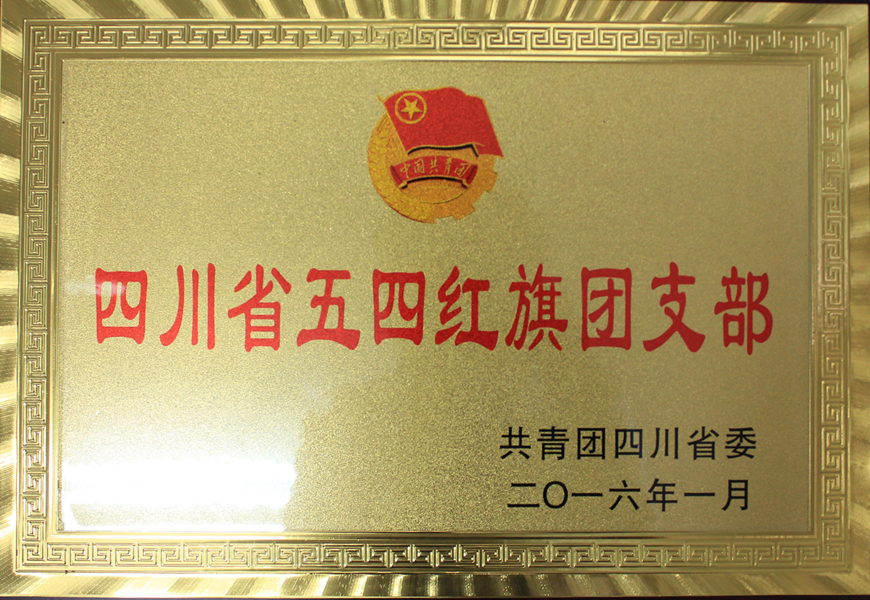 中国共青团
四川省五四红旗团支部
共青团四川省委
二〇一六年一月